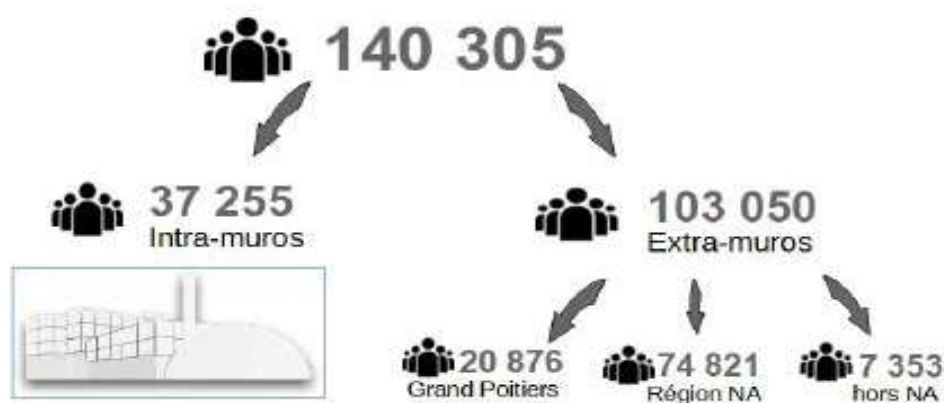 140 305
37 255
Intra-muros
103 050
Extra-muros
20 876
Grand Poitiers
74 821
Région NA
7 353
hors NA